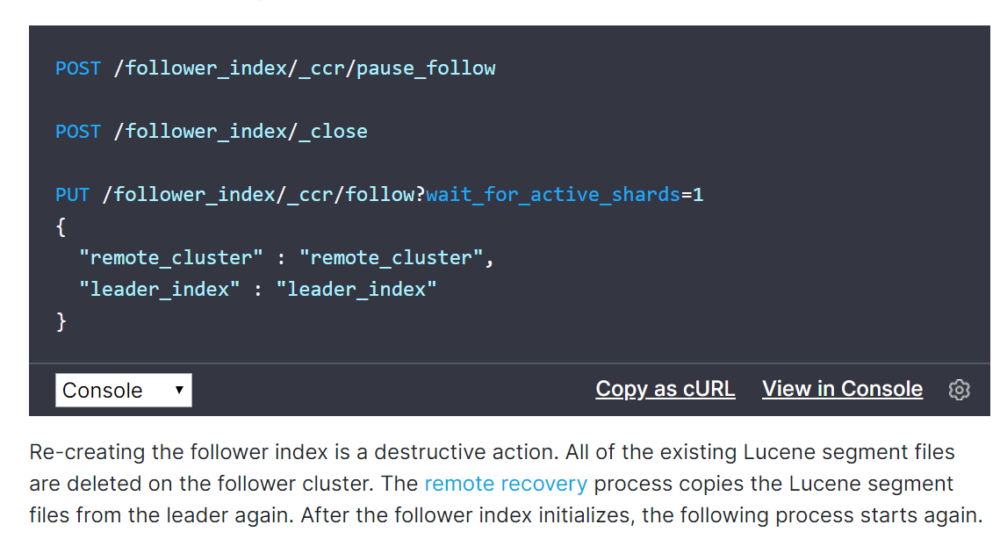 POST /follower_index/_ccr/pause_follow
POST /follower_index/_close
PUT /follower_index/_ccr/follow?wait_for_active_shards=1
{
"remote_cluster" : "remote_cluster",
"leader_index" : "leader_index"
}
Console
Copy as cURL View in Console
Re-creating the follower index is a destructive action. All of the existing Lucene segment files
are deleted on the follower cluster. The remote recovery process copies the Lucene segment
files from the leader again. After the follower index initializes, the following process starts again.